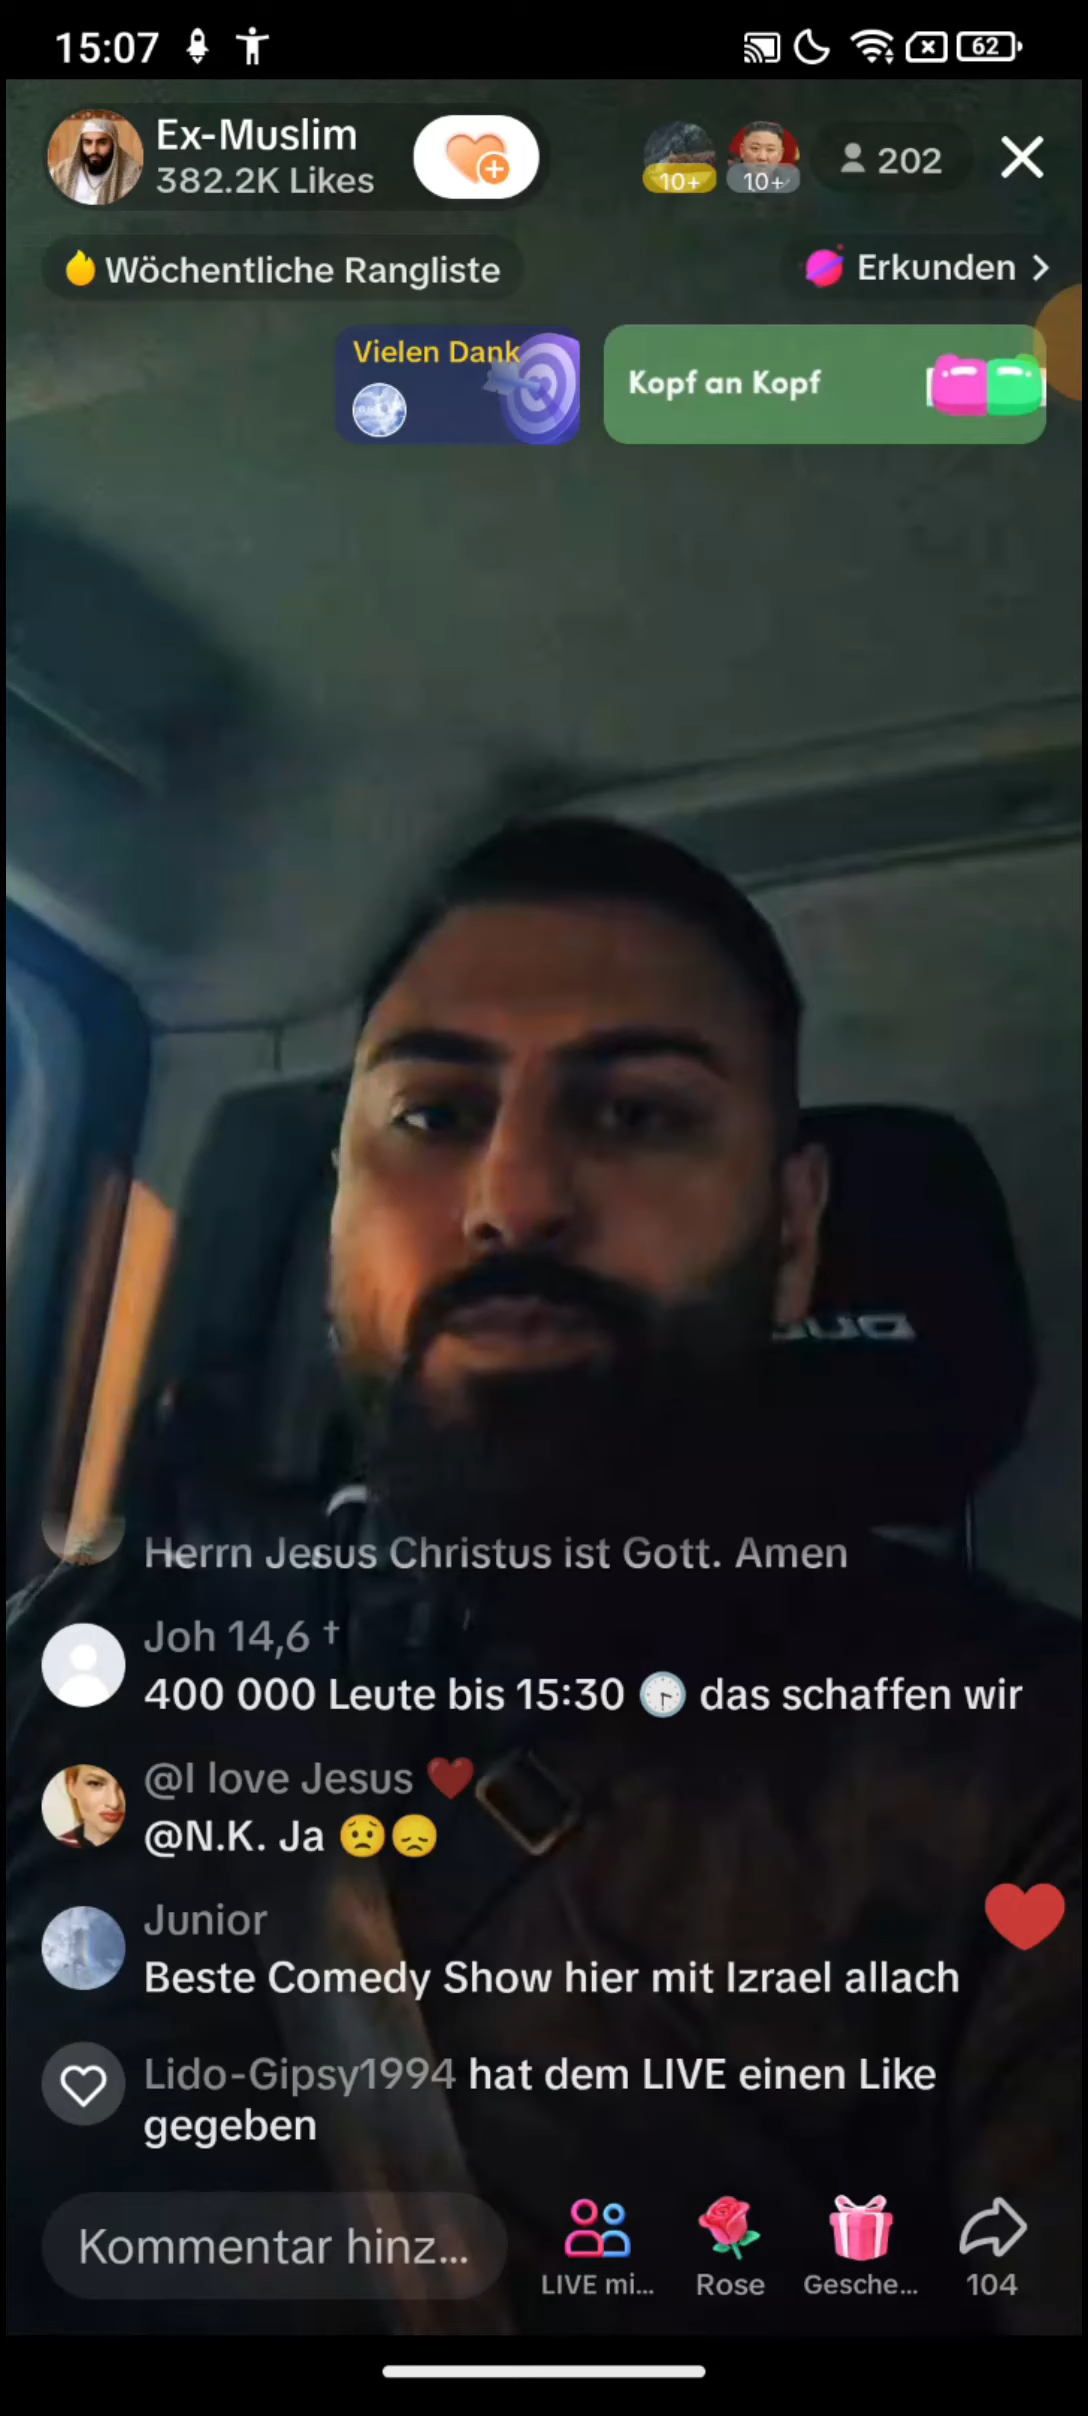 15:07
62
Ex-Muslim
382.2K Likes
10+
10+
202
Wöchentliche Rangliste
Erkunden >
Vielen Dank
Kopf an Kopf
Herrn Jesus Christus ist Gott. Amen
Joh 14,6 †
400 000 Leute bis 15:30 🕞 das schaffen wir
@I love Jesus ❤️
@N.K. Ja 😟😞
Junior
Beste Comedy Show hier mit Izrael allach
Lido-Gipsy1994 hat dem LIVE einen Like
gegeben
Kommentar hinz...
LIVE mi...
Rose
Gesche...
104